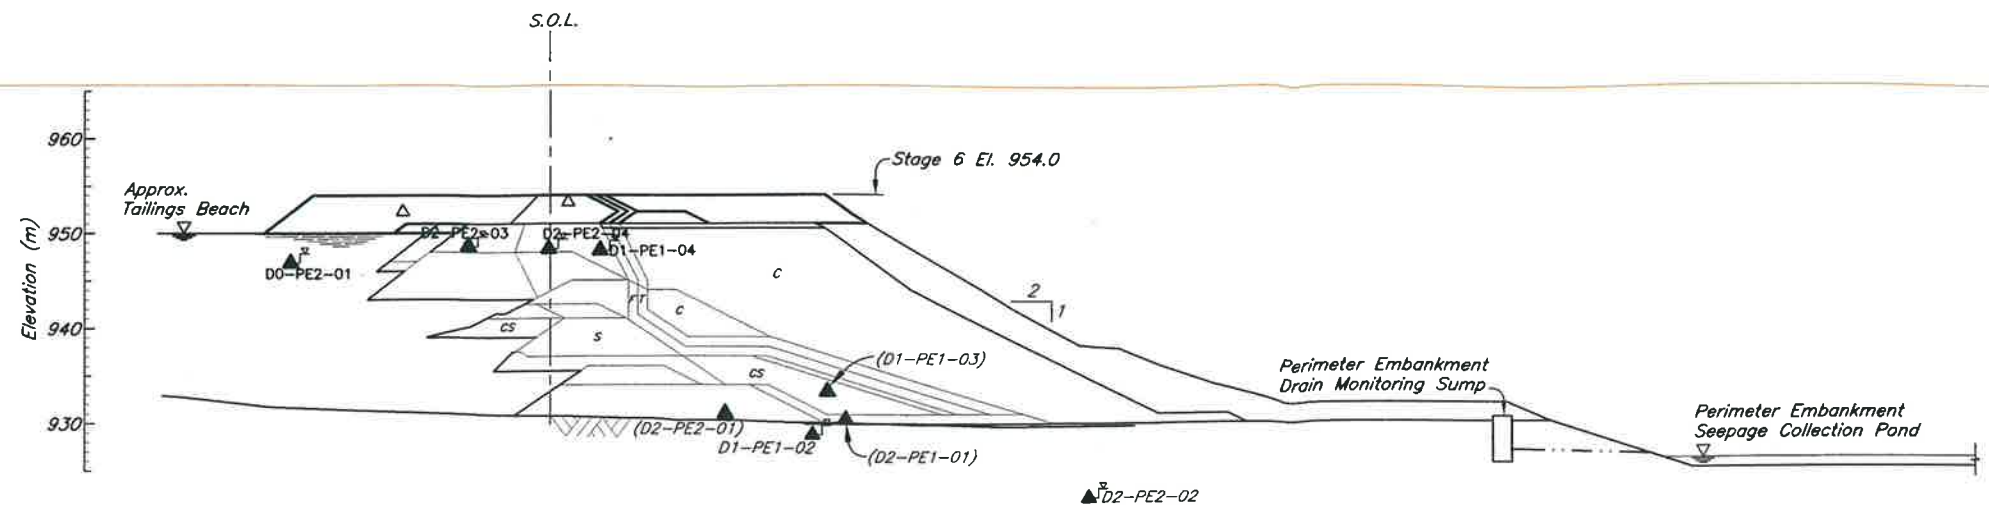 S.O.L.
960
Stage 6 El. 954.0
Approx.
Tailings Beach
950
D2-PE2-03
D2-PE2-04
D1-PE1-04
D0-PE2-01
Elevation (m)
C
2
1
F T
C
940
CS
S
(D1-PE1-03)
CS
Perimeter Embankment
Drain Monitoring Sump
Perimeter Embankment
Seepage Collection Pond
930
(D2-PE2-01)
D1-PE1-02
(D2-PE1-01)
D2-PE2-02